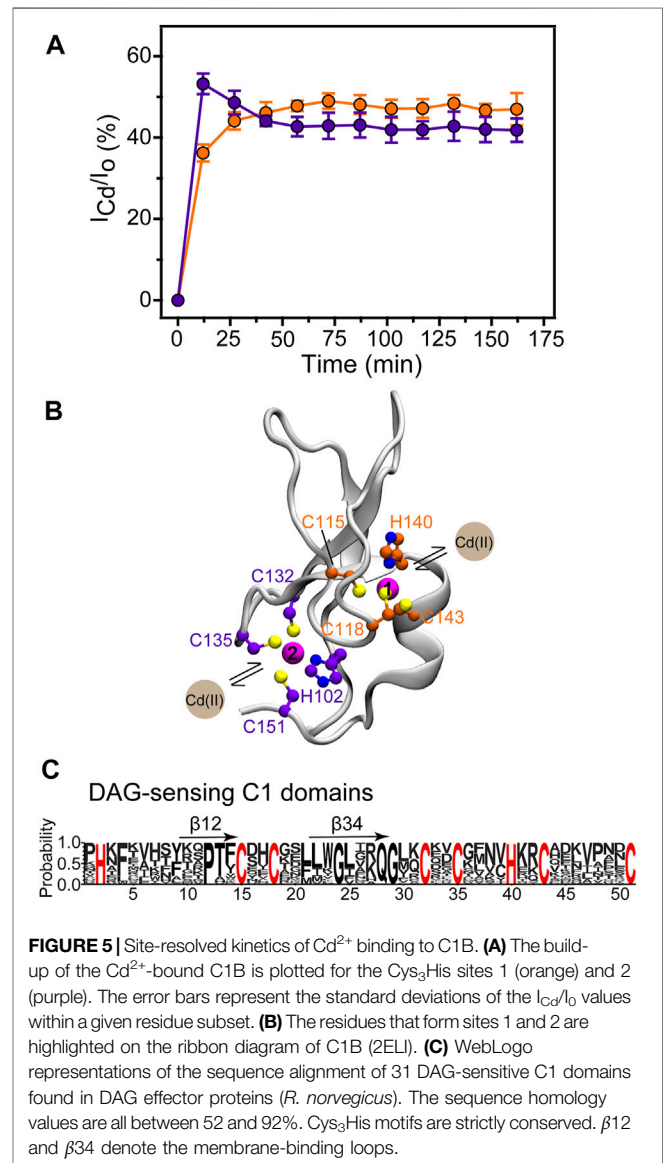 A
I_Cd/I_o (%)
60
40
20
0
0 25 50 75 100 125 150 175
Time (min)
B
C115
H140
Cd(II)
C132
1
C118
C143
C135
2
Cd(II)
H102
C151
C
DAG-sensing C1 domains
β12
β34
Probability
1.0
0.5
0.0
5 10 15 20 25 30 35 40 45 50
FIGURE 5 | Site-resolved kinetics of Cd²⁺ binding to C1B. (A) The build-
up of the Cd²⁺-bound C1B is plotted for the Cys₃His sites 1 (orange) and 2
(purple). The error bars represent the standard deviations of the I_Cd/I₀ values
within a given residue subset. (B) The residues that form sites 1 and 2 are
highlighted on the ribbon diagram of C1B (2ELI). (C) WebLogo
representations of the sequence alignment of 31 DAG-sensitive C1 domains
found in DAG effector proteins (R. norvegicus). The sequence homology
values are all between 52 and 92%. Cys₃His motifs are strictly conserved. β12
and β34 denote the membrane-binding loops.